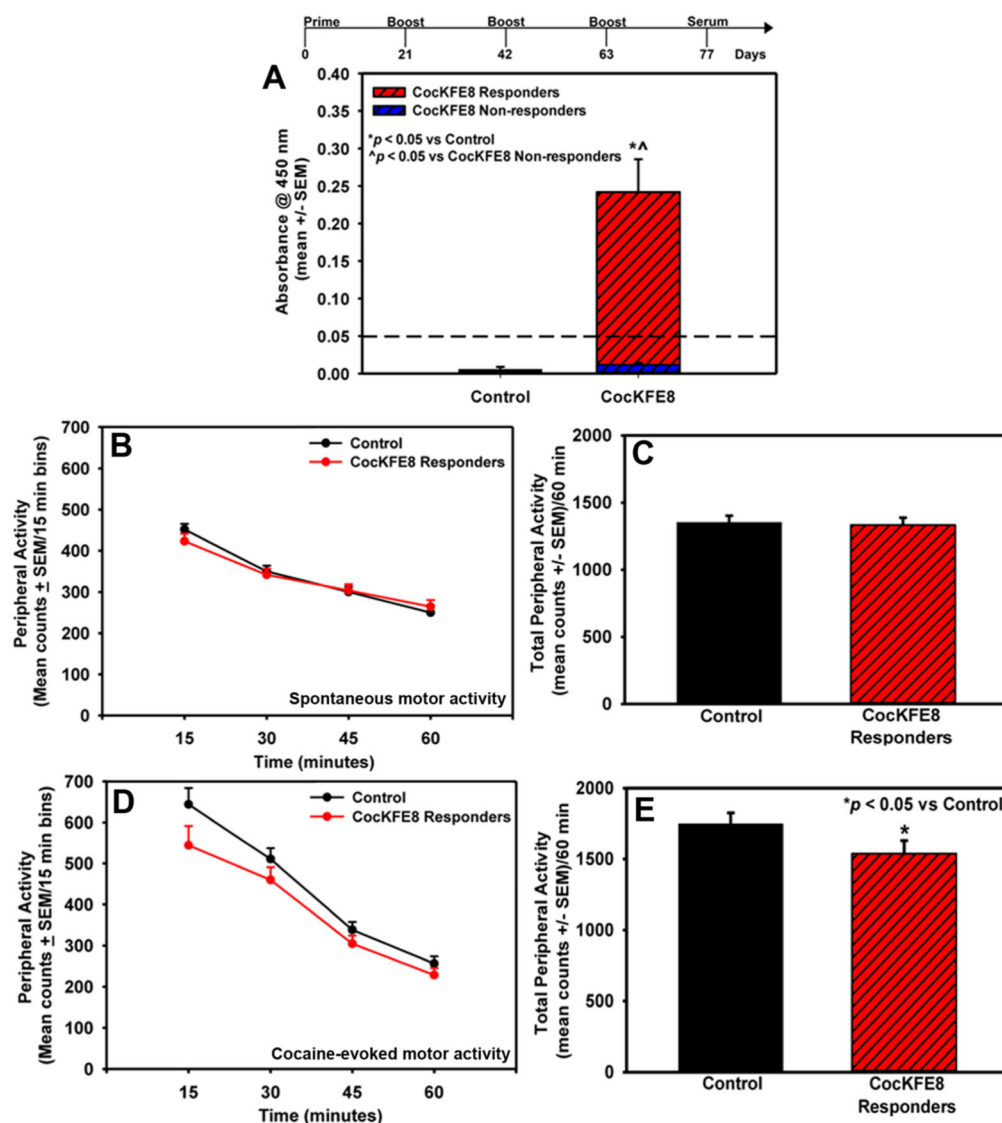 Prime Boost Boost Boost Serum
0 21 42 63 77 Days
A
0.40
0.35
0.30
0.25
0.20
0.15
0.10
0.05
0.00
Absorbance @ 450 nm
(mean +/- SEM)
CocKFE8 Responders
CocKFE8 Non-responders
*p < 0.05 vs Control
^p < 0.05 vs CocKFE8 Non-responders
*^
Control CocKFE8
B
700
600
500
400
300
200
100
0
Peripheral Activity
(Mean counts ± SEM/15 min bins)
Control
CocKFE8 Responders
Spontaneous motor activity
15 30 45 60
Time (minutes)
C
2000
1500
1000
500
0
Total Peripheral Activity
(mean counts +/- SEM)/60 min
Control CocKFE8
Responders
D
700
600
500
400
300
200
100
0
Peripheral Activity
(Mean counts ± SEM/15 min bins)
Control
CocKFE8 Responders
Cocaine-evoked motor activity
15 30 45 60
Time (minutes)
E
2000
1500
1000
500
0
Total Peripheral Activity
(mean counts +/- SEM)/60 min
*p < 0.05 vs Control
*
Control CocKFE8
Responders